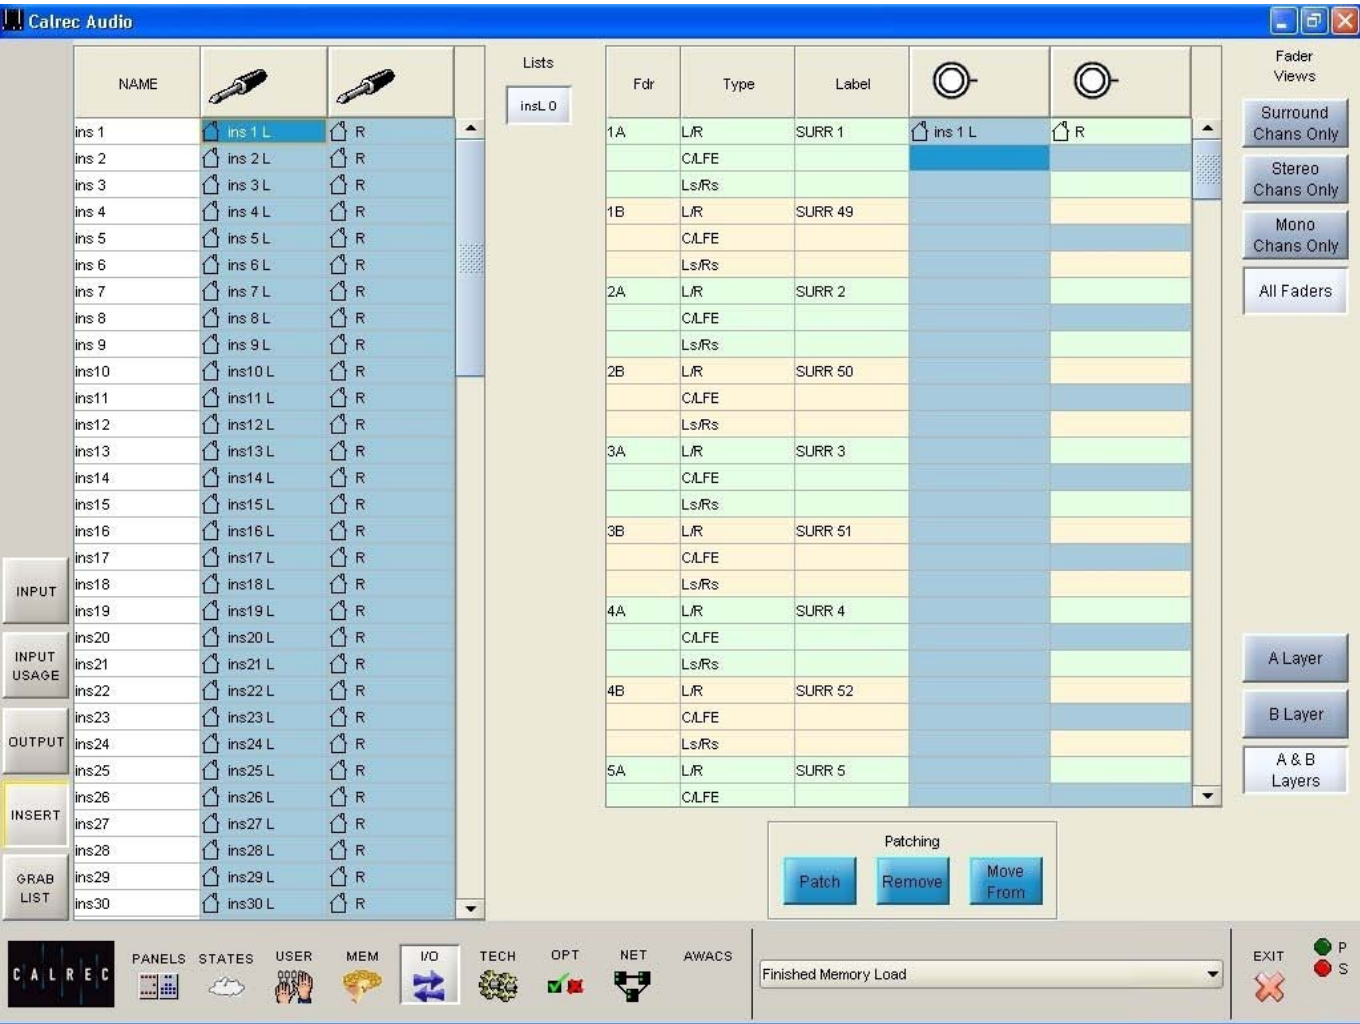 Calrec Audio
NAME
Lists
insL 0
Fdr Type Label
Fader
Views
Surround
Chans Only
Stereo
Chans Only
Mono
Chans Only
All Faders
ins 1 ins 1 L R
ins 2 ins 2 L R
ins 3 ins 3 L R
ins 4 ins 4 L R
ins 5 ins 5 L R
ins 6 ins 6 L R
ins 7 ins 7 L R
ins 8 ins 8 L R
ins 9 ins 9 L R
ins10 ins10 L R
ins11 ins11 L R
ins12 ins12 L R
ins13 ins13 L R
ins14 ins14 L R
ins15 ins15 L R
ins16 ins16 L R
ins17 ins17 L R
ins18 ins18 L R
ins19 ins19 L R
ins20 ins20 L R
ins21 ins21 L R
ins22 ins22 L R
ins23 ins23 L R
ins24 ins24 L R
ins25 ins25 L R
ins26 ins26 L R
ins27 ins27 L R
ins28 ins28 L R
ins29 ins29 L R
ins30 ins30 L R
1A L/R SURR 1 ins 1 L R
C/LFE
Ls/Rs
1B L/R SURR 49
C/LFE
Ls/Rs
2A L/R SURR 2
C/LFE
Ls/Rs
2B L/R SURR 50
C/LFE
Ls/Rs
3A L/R SURR 3
C/LFE
Ls/Rs
3B L/R SURR 51
C/LFE
Ls/Rs
4A L/R SURR 4
C/LFE
Ls/Rs
4B L/R SURR 52
C/LFE
Ls/Rs
5A L/R SURR 5
C/LFE
INPUT
INPUT
USAGE
OUTPUT
INSERT
GRAB
LIST
A Layer
B Layer
A & B
Layers
Patching
Patch
Remove
Move
From
CALREC
PANELS STATES USER MEM I/O TECH OPT NET AWACS
Finished Memory Load
EXIT
P
S